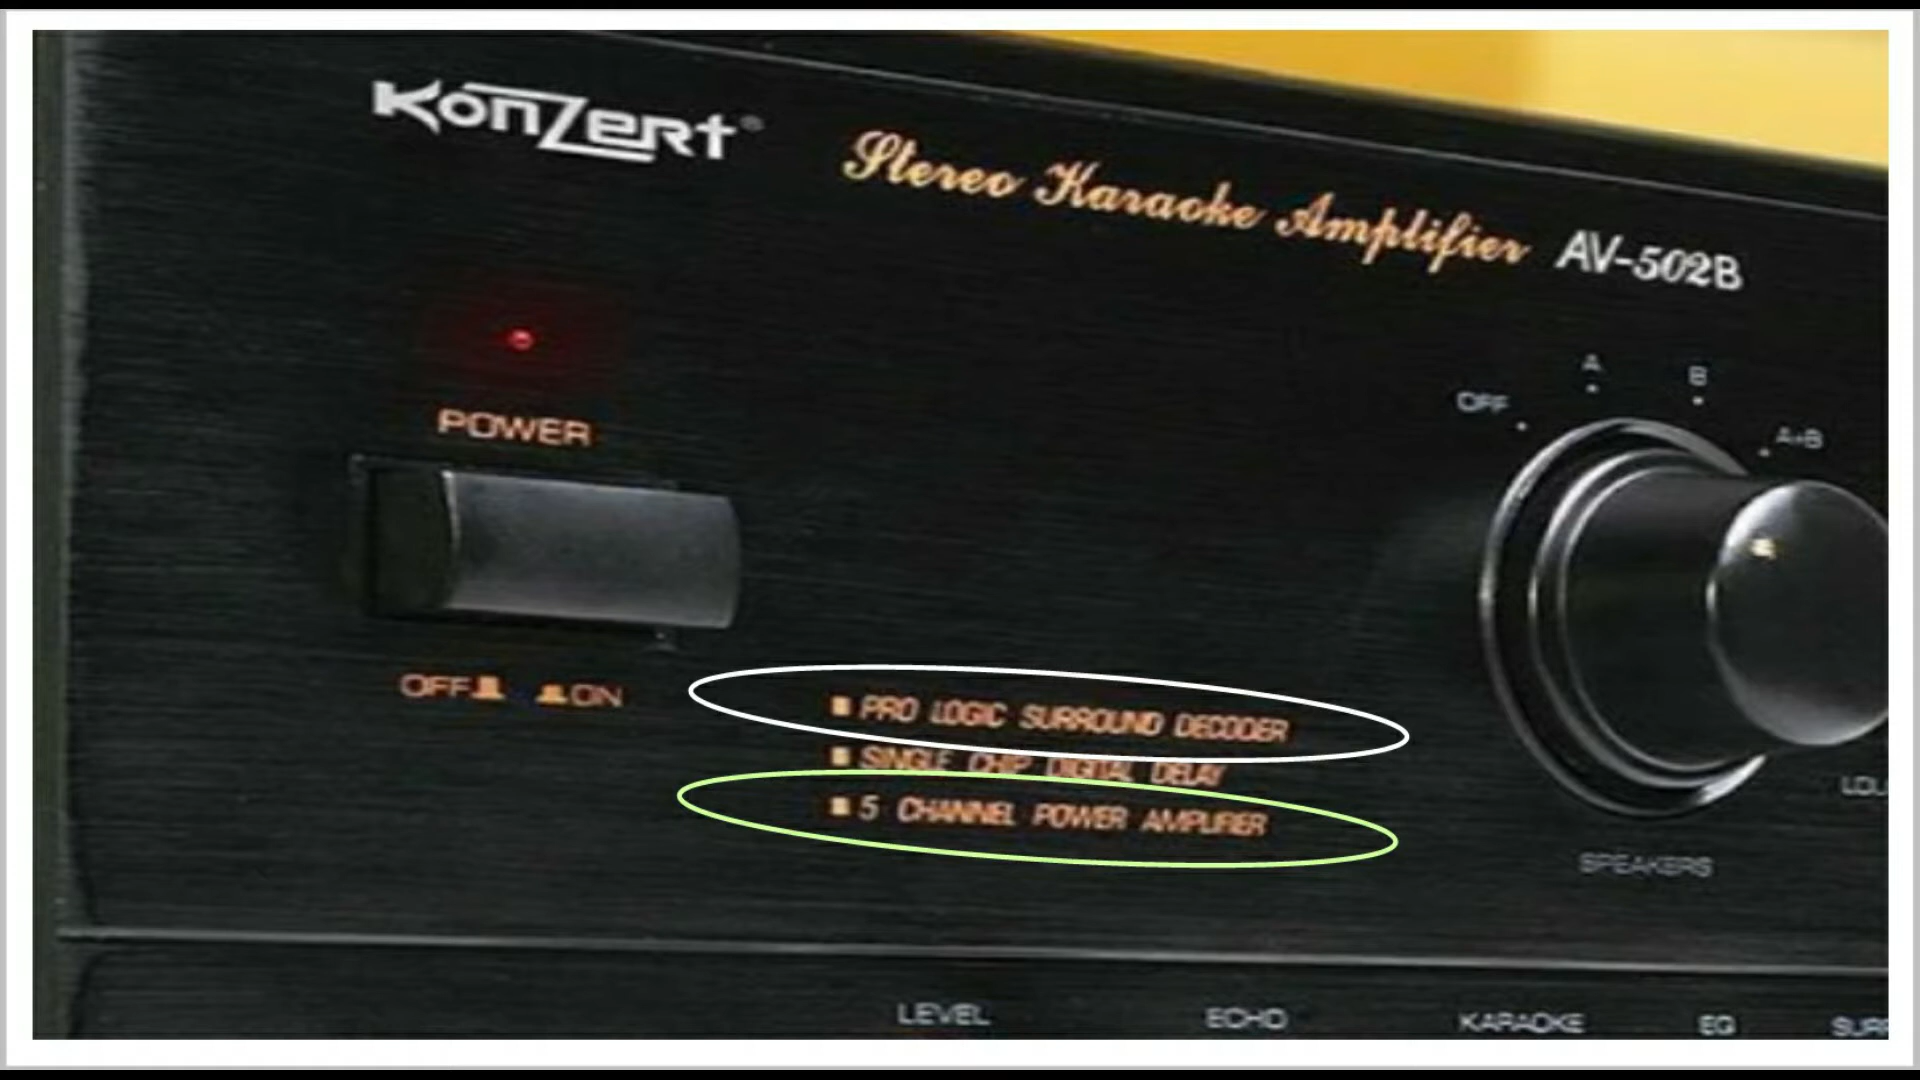 KonZert®
Stereo Karaoke Amplifier AV-502B
POWER
OFF ON
A
B
OFF
A+B
PRO LOGIC SURROUND DECODER
SINGLE CHIP DIGITAL DELAY
5 CHANNEL POWER AMPLIFIER
SPEAKERS
LEVEL ECHO KARAOKE EQ